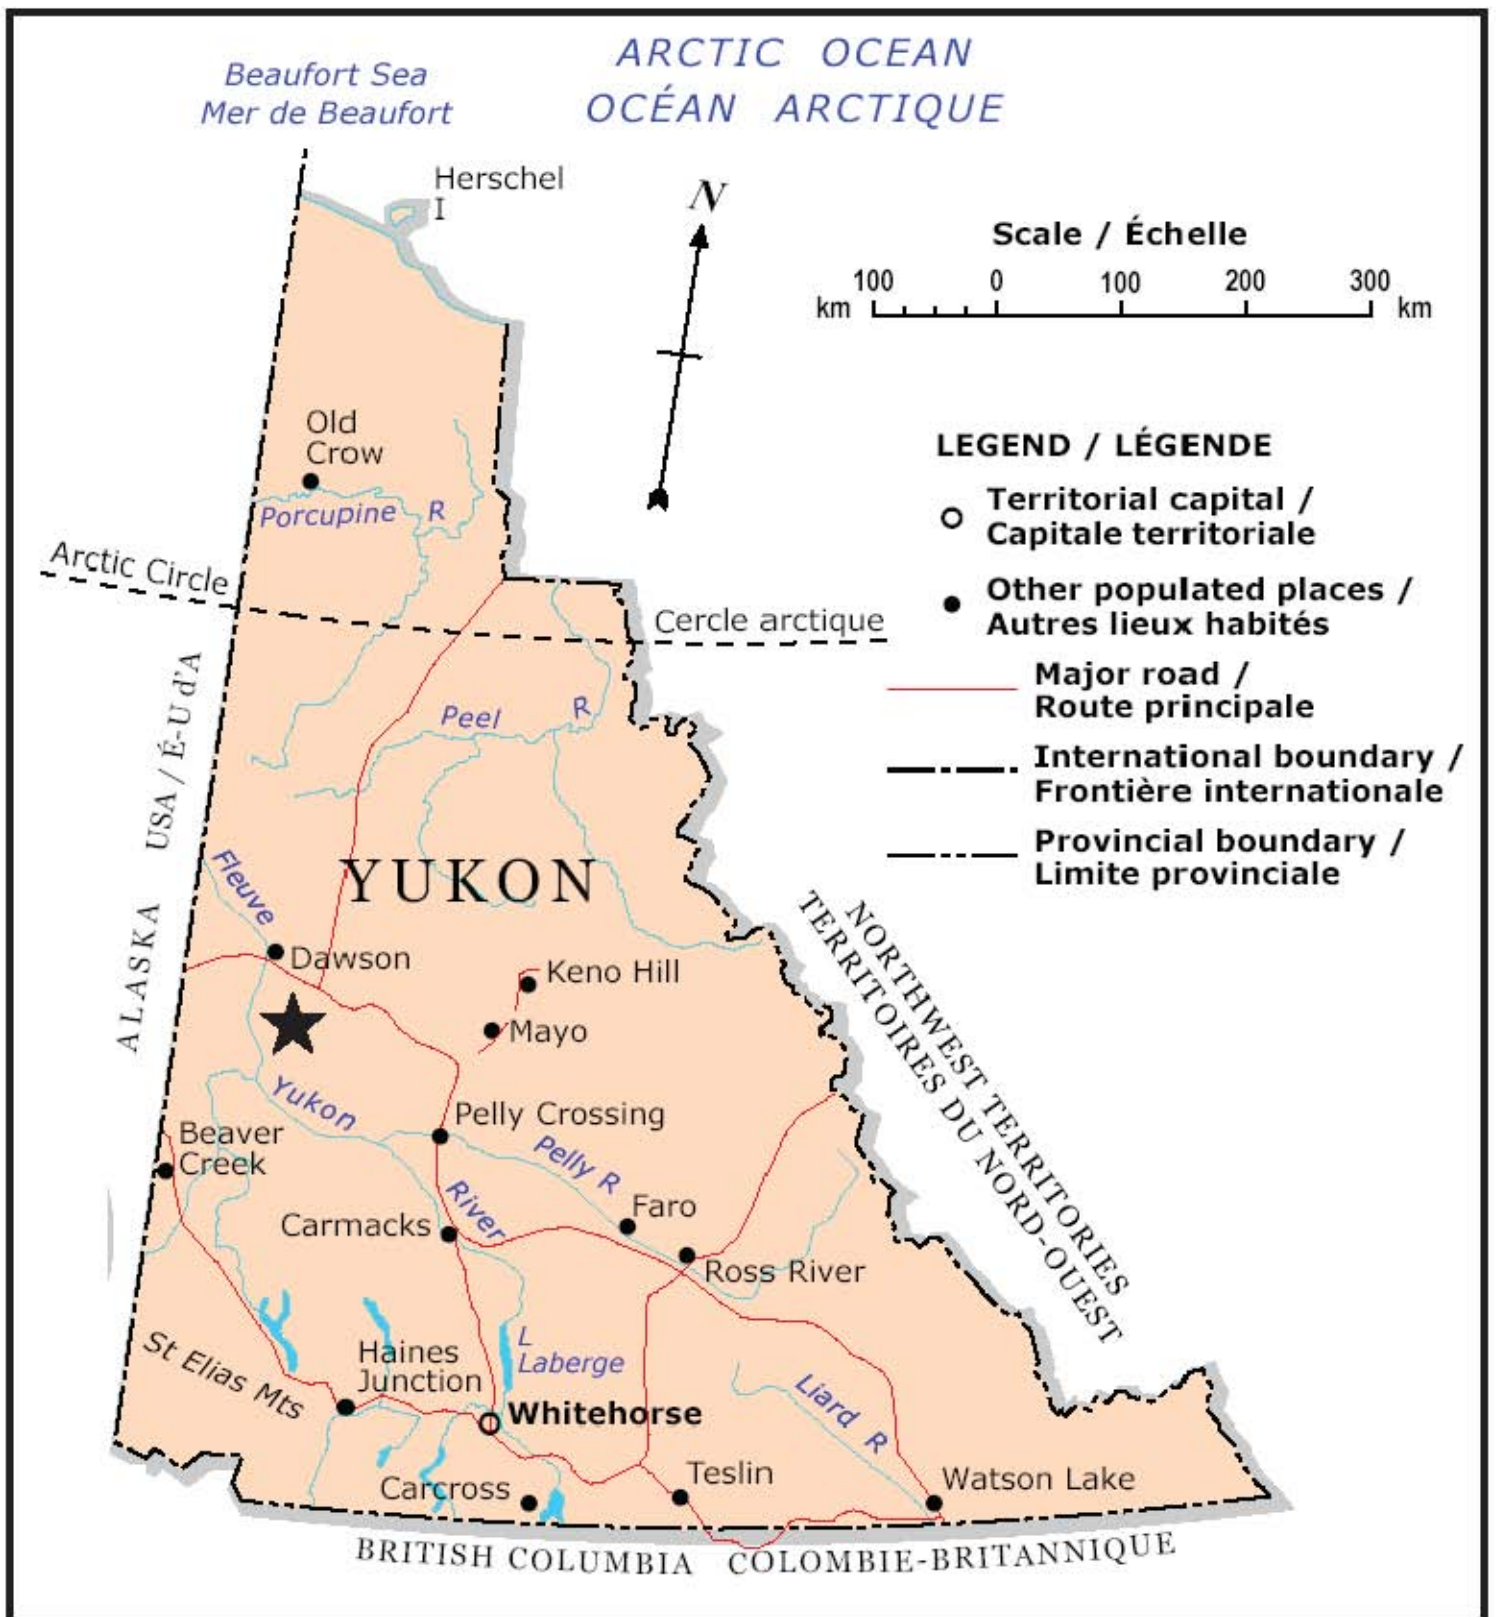 ARCTIC OCEAN
OCÉAN ARCTIQUE
Beaufort Sea
Mer de Beaufort
Herschel
I
N
Scale / Échelle
100 0 100 200 300
km km
LEGEND / LÉGENDE
Territorial capital /
Capitale territoriale
Other populated places /
Autres lieux habités
Major road /
Route principale
International boundary /
Frontière internationale
Provincial boundary /
Limite provinciale
Old
Crow
Porcupine R
Arctic Circle
Cercle arctique
ALASKA USA / É-U d'A
Peel R
YUKON
Fleuve
Dawson
Keno Hill
Mayo
Yukon
Pelly Crossing
Beaver
Creek
Pelly R
River
Faro
Carmacks
Ross River
NORTHWEST TERRITORIES
TERRITOIRES DU NORD-OUEST
St Elias Mts
Haines
Junction
L
Laberge
Whitehorse
Liard R
Carcross
Teslin
Watson Lake
BRITISH COLUMBIA COLOMBIE-BRITANNIQUE